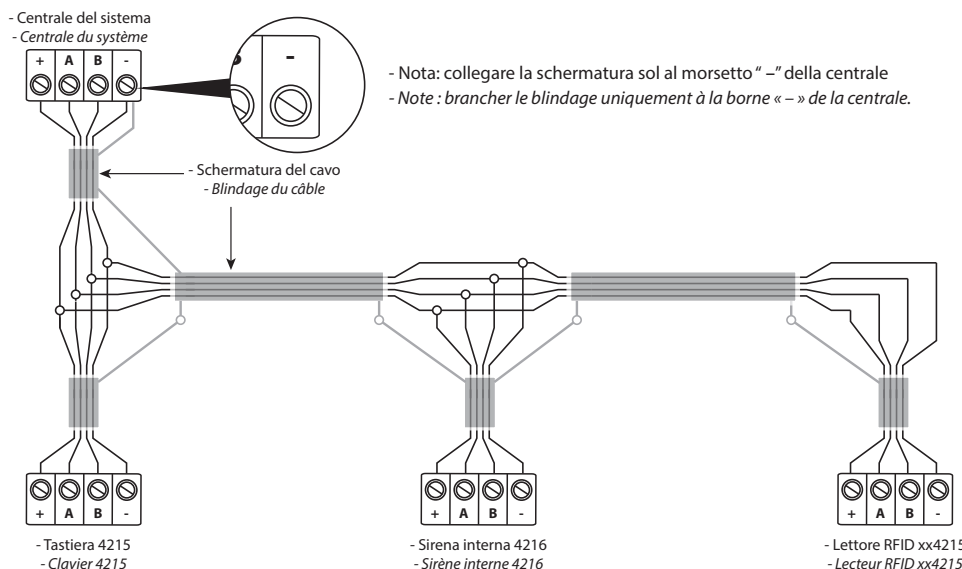 - Centrale del sistema
- Centrale du système
+ A B -
B -
- Nota: collegare la schermatura sol al morsetto “ –” della centrale
- Note : brancher le blindage uniquement à la borne « – » de la centrale.
- Schermatura del cavo
- Blindage du câble
+ A B -
+ A B -
+ A B -
- Tastiera 4215
- Clavier 4215
- Sirena interna 4216
- Sirène interne 4216
- Lettore RFID xx4215
- Lecteur RFID xx4215